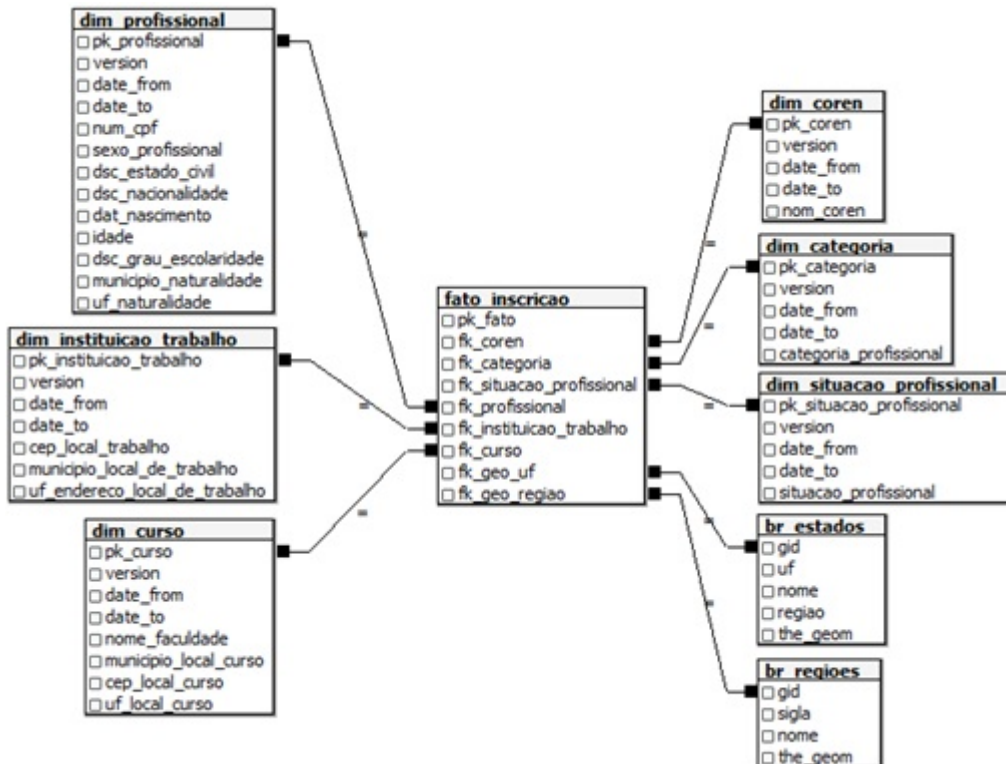 dim_profissional
pk_profissional
version
date_from
date_to
num_cpf
sexo_profissional
dsc_estado_civil
dsc_nacionalidade
dat_nascimento
idade
dsc_grau_escolaridade
municipio_naturalidade
uf_naturalidade
dim_instituicão_trabalho
pk_instituicao_trabalho
version
date_from
date_to
cep_local_trabalho
municipio_local_de_trabalho
uf_endereco_local_de_trabalho
dim_curso
pk_curso
version
date_from
date_to
nome_faculdade
municipio_local_curso
cep_local_curso
uf_local_curso
fato_inscricao
pk_fato
fk_coren
fk_categoria
fk_situacao_profissional
fk_profissional
fk_instituicao_trabalho
fk_curso
fk_geo_uf
fk_geo_regiao
dim_coren
pk_coren
version
date_from
date_to
nom_coren
dim_categoria
pk_categoria
version
date_from
date_to
categoria_profissional
dim_situacão_profissional
pk_situacao_profissional
version
date_from
date_to
situacao_profissional
br_estados
gid
uf
nome
regiao
the_geom
br_regioes
gid
sigla
nome
the_geom
=
=
=
=
=
=
=
=